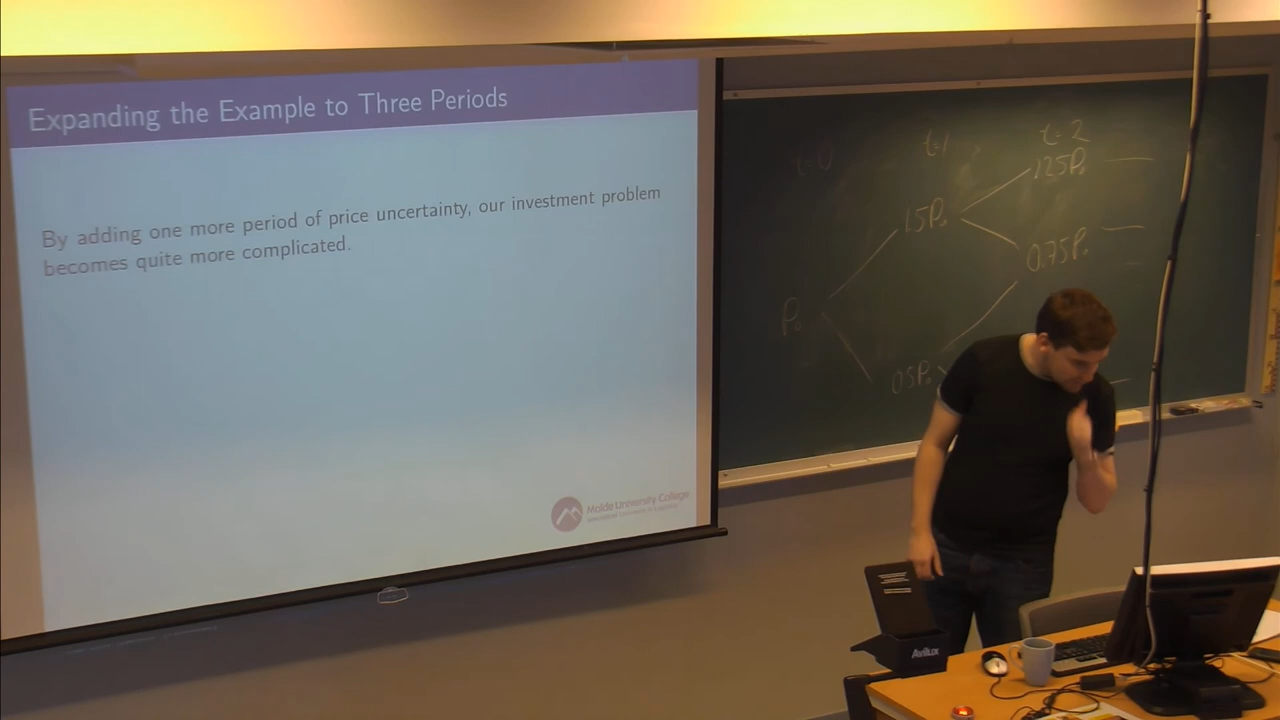 Expanding the Example to Three Periods
By adding one more period of price uncertainty, our investment problem
becomes quite more complicated.
Molde University College
t=0 t=1 t=2
P₀
1.5P₀
0.5P₀
1.25P₀
0.75P₀
Avilux